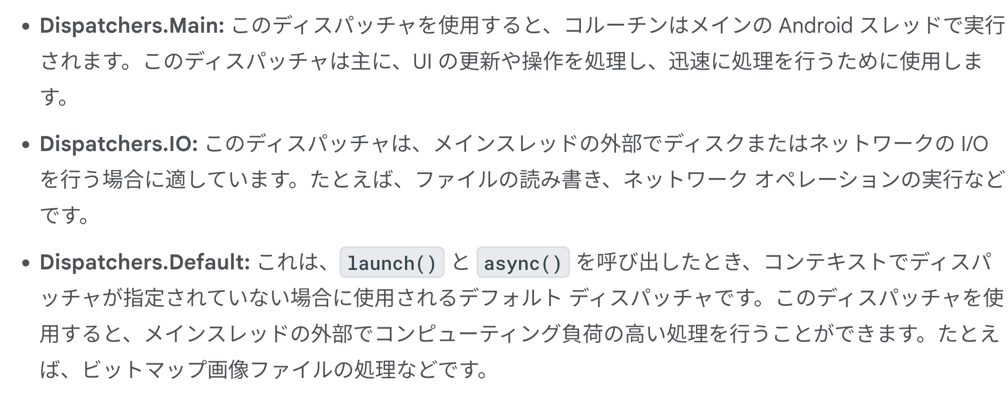 • Dispatchers.Main: このディスパッチャを使用すると、コルーチンはメインの Android スレッドで実行
されます。このディスパッチャは主に、UI の更新や操作を処理し、迅速に処理を行うために使用しま
す。
• Dispatchers.IO: このディスパッチャは、メインスレッドの外部でディスクまたはネットワークの I/O
を行う場合に適しています。たとえば、ファイルの読み書き、ネットワーク オペレーションの実行など
です。
• Dispatchers.Default: これは、 launch() と async() を呼び出したとき、コンテキストでディスパ
ッチャが指定されていない場合に使用されるデフォルト ディスパッチャです。このディスパッチャを使
用すると、メインスレッドの外部でコンピューティング負荷の高い処理を行うことができます。たとえ
ば、ビットマップ画像ファイルの処理などです。